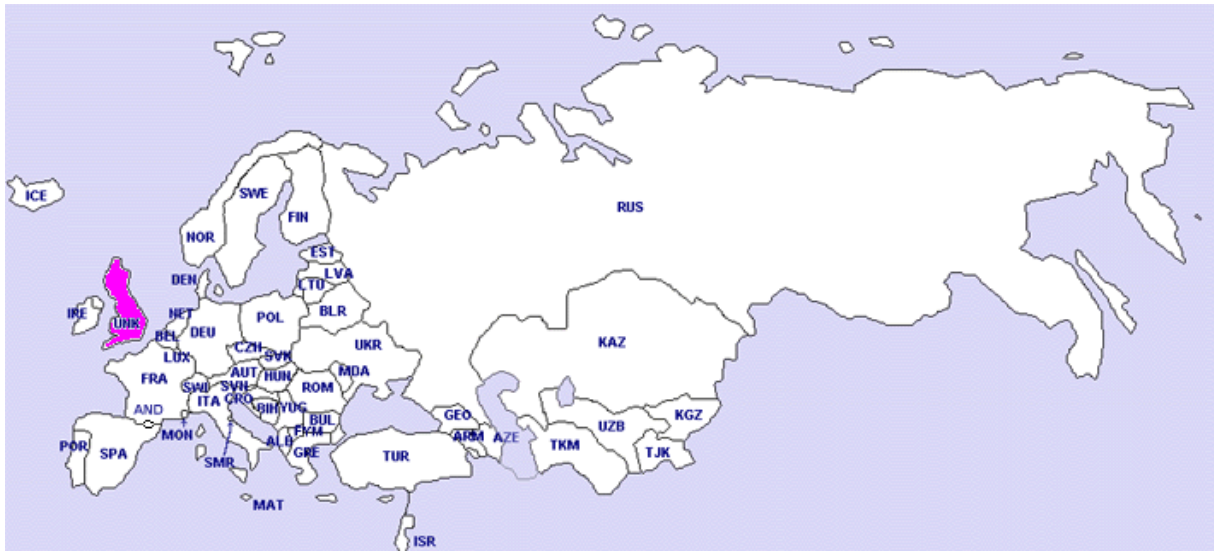 ICE
SWE
FIN
NOR
RUS
EST
LVA
LTU
DEN
IRE
UNK
NET
BEL
DEU
POL
BLR
LUX
CZH
SVK
UKR
KAZ
FRA
SWI
AUT
HUN
MDA
SVN
ROM
ITA
CRO
BIH
YUG
AND
BUL
GEO
KGZ
MON
FYM
UZB
POR
SPA
ALB
GRE
ARM
AZE
TKM
TJK
SMR
TUR
MAT
ISR